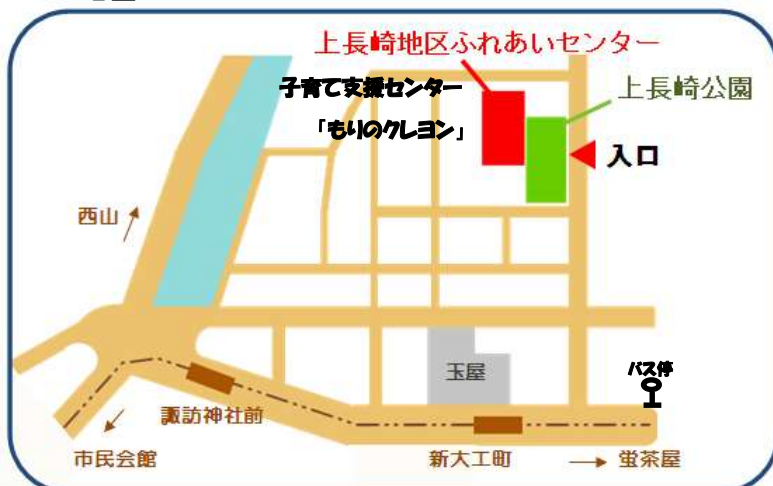 上長崎地区ふれあいセンター
子育て支援センター
「もりのクレヨン」
上長崎公園
入口
西山
玉屋
バス停
諏訪神社前
市民会館
新大工町
蛍茶屋